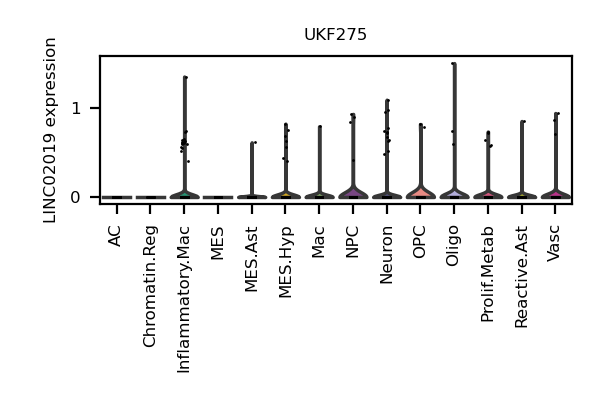 UKF275
LINC02019 expression
1
0
AC
Chromatin.Reg
Inflammatory.Mac
MES
MES.Ast
MES.Hyp
Mac
NPC
Neuron
OPC
Oligo
Prolif.Metab
Reactive.Ast
Vasc